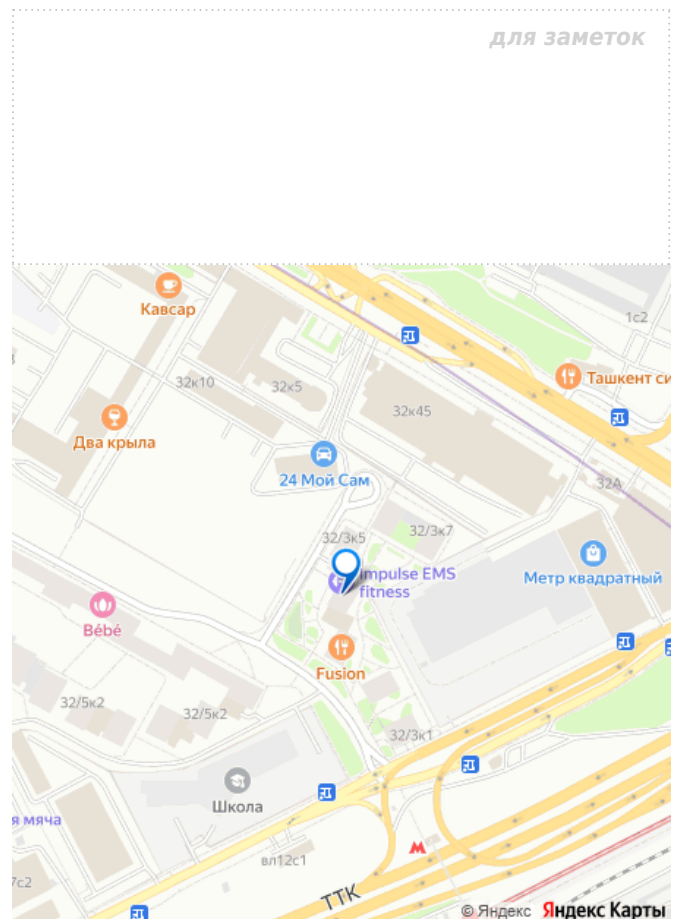 для заметок
Кавсар
1с2
Ташкент си
32к10
32к5
32к45
Два крыла
24 Мой Сам
32А
32/3к7
32/3к5
impulse EMS
fitness
Метр квадратный
Bébé
Fusion
32/5к2
32/5к2
32/3к1
Школа
я мяча
вл12с1
7с2
ТТК
© Яндекс Яндекс Карты